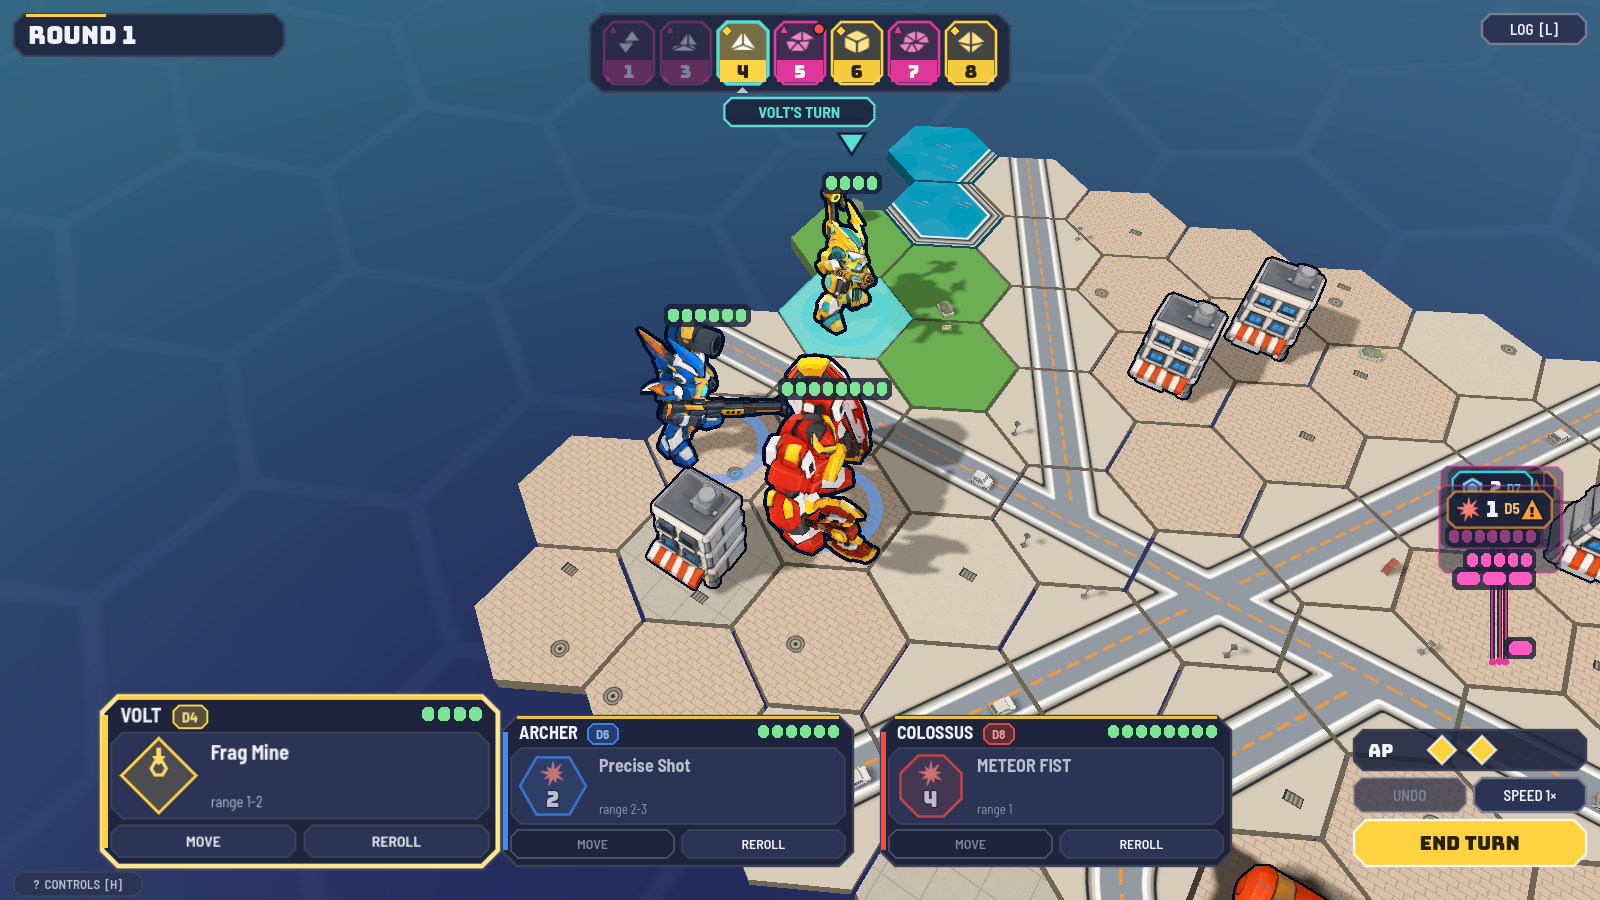 ROUND 1
1
3
4
5
6
7
8
LOG [L]
VOLT'S TURN
1 D5
VOLT D4
Frag Mine
range 1-2
MOVE
REROLL
ARCHER D6
Precise Shot
2
range 2-3
MOVE
REROLL
COLOSSUS D8
METEOR FIST
4
range 1
MOVE
REROLL
AP
UNDO
SPEED 1×
END TURN
? CONTROLS [H]